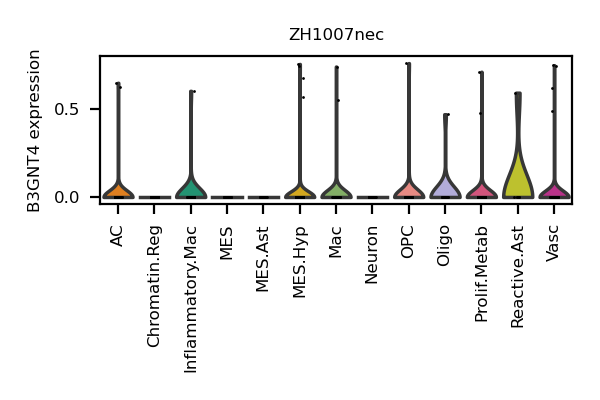 ZH1007nec
B3GNT4 expression
0.5
0.0
AC
Chromatin.Reg
Inflammatory.Mac
MES
MES.Ast
MES.Hyp
Mac
Neuron
OPC
Oligo
Prolif.Metab
Reactive.Ast
Vasc